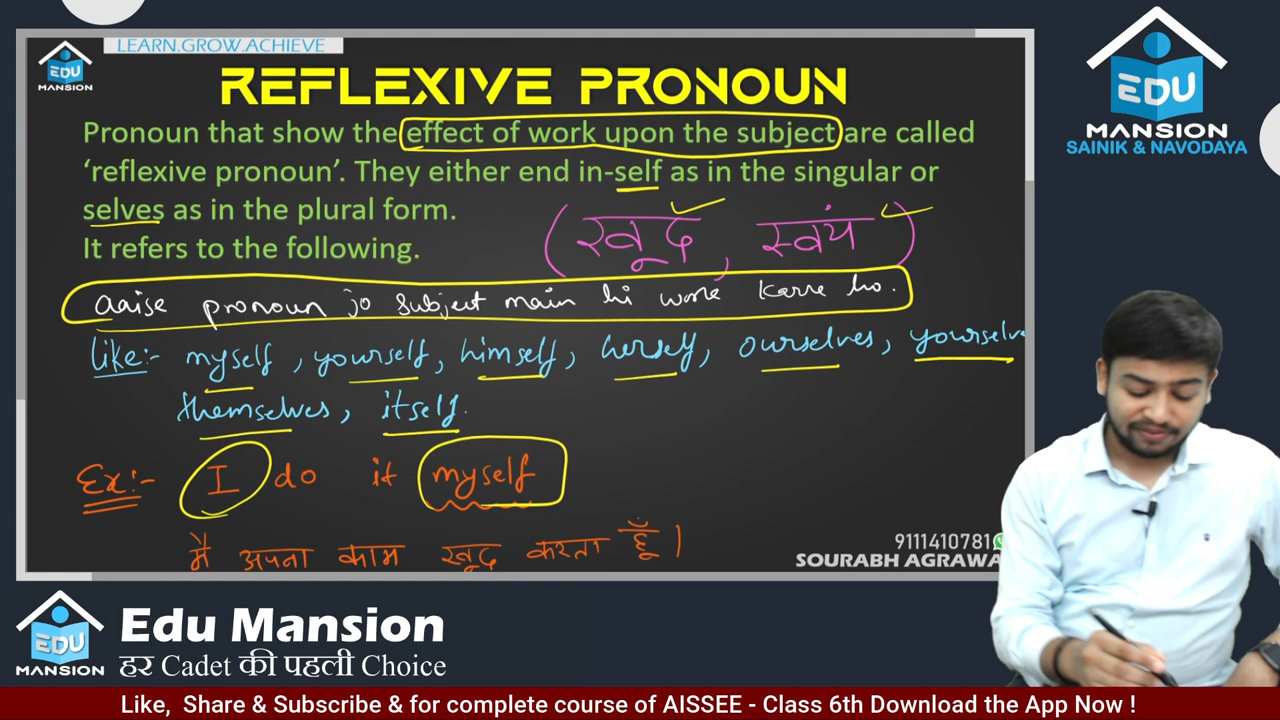 LEARN.GROW.ACHIEVE
EDU
MANSION
REFLEXIVE PRONOUN
Pronoun that show the effect of work upon the subject are called
‘reflexive pronoun’. They either end in-self as in the singular or
selves as in the plural form.
It refers to the following.
(खुद, स्वयं)
aaise pronoun jo subject main hi work karre ho.
like:- myself, yourself, himself, herself, ourselves, yourselve
themselves, itself.
Ex:- I do it myself
मैं अपना काम खुद करता हूँ।
9111410781
SOURABH AGRAWA
EDU
MANSION
SAINIK & NAVODAYA
EDU
MANSION
Edu Mansion
हर Cadet की पहली Choice
Like, Share & Subscribe & for complete course of AISSEE - Class 6th Download the App Now !